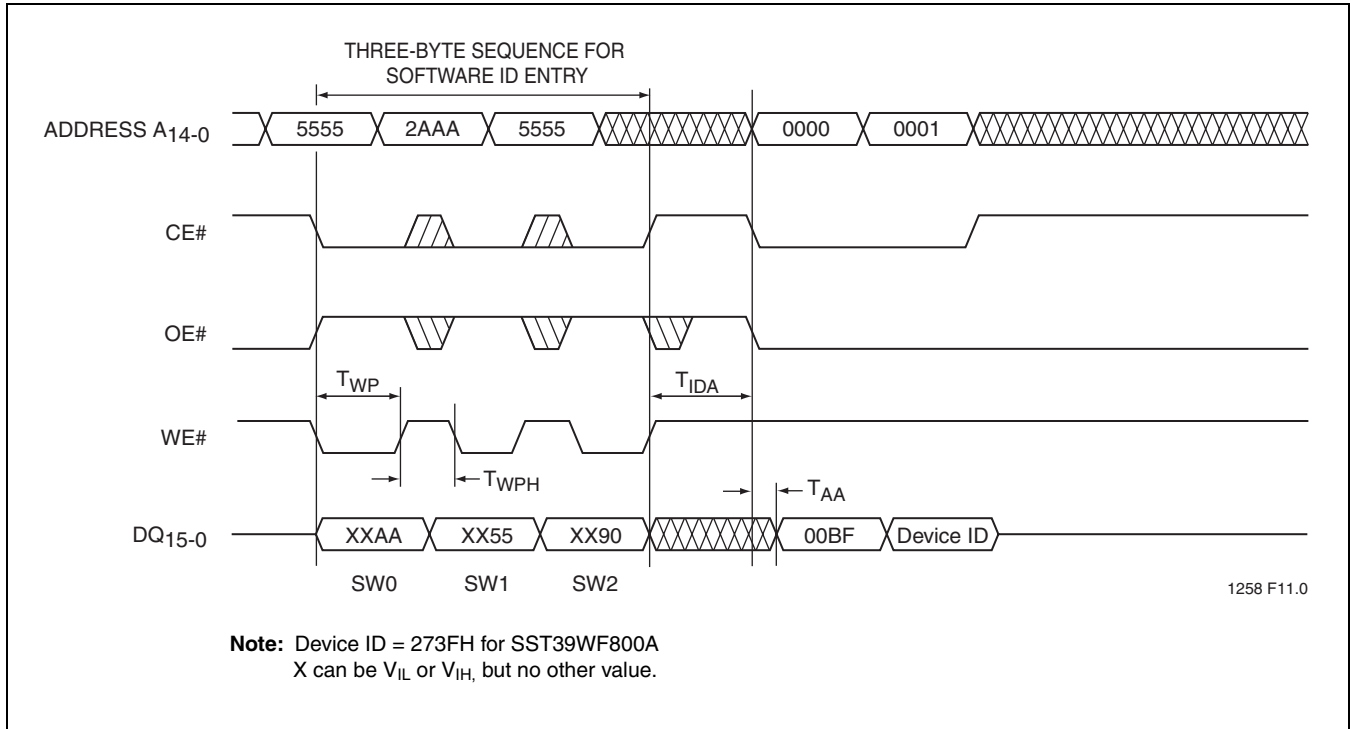 THREE-BYTE SEQUENCE FOR
SOFTWARE ID ENTRY
ADDRESS A14-0
5555 2AAA 5555 0000 0001
CE#
OE#
TWP TIDA
WE#
TWPH TAA
DQ15-0
XXAA XX55 XX90 00BF Device ID
SW0 SW1 SW2
1258 F11.0
Note: Device ID = 273FH for SST39WF800A
X can be VIL or VIH, but no other value.